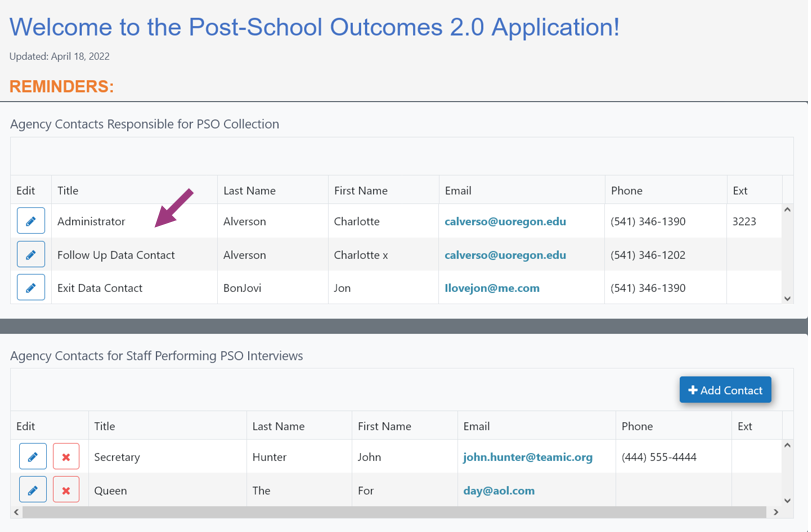 Welcome to the Post-School Outcomes 2.0 Application!
Updated: April 18, 2022
REMINDERS:
Agency Contacts Responsible for PSO Collection
Edit Title Last Name First Name Email Phone Ext
Administrator Alverson Charlotte calverso@uoregon.edu (541) 346-1390 3223
Follow Up Data Contact Alverson Charlotte x calverso@uoregon.edu (541) 346-1202
Exit Data Contact BonJovi Jon Ilovejon@me.com (541) 346-1390
Agency Contacts for Staff Performing PSO Interviews
Add Contact
Edit Title Last Name First Name Email Phone Ext
Secretary Hunter John john.hunter@teamic.org (444) 555-4444
Queen The For day@aol.com